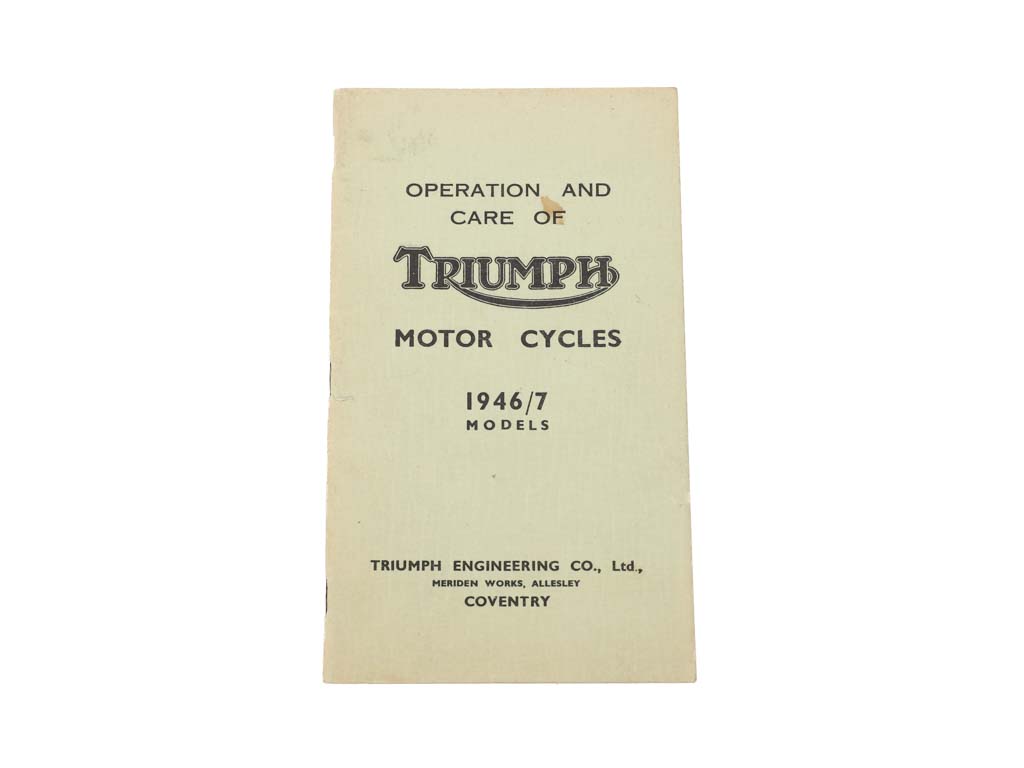 OPERATION AND
CARE OF
TRIUMPH
MOTOR CYCLES
1946/7
MODELS
TRIUMPH ENGINEERING CO., Ltd.,
MERIDEN WORKS, ALLESLEY
COVENTRY